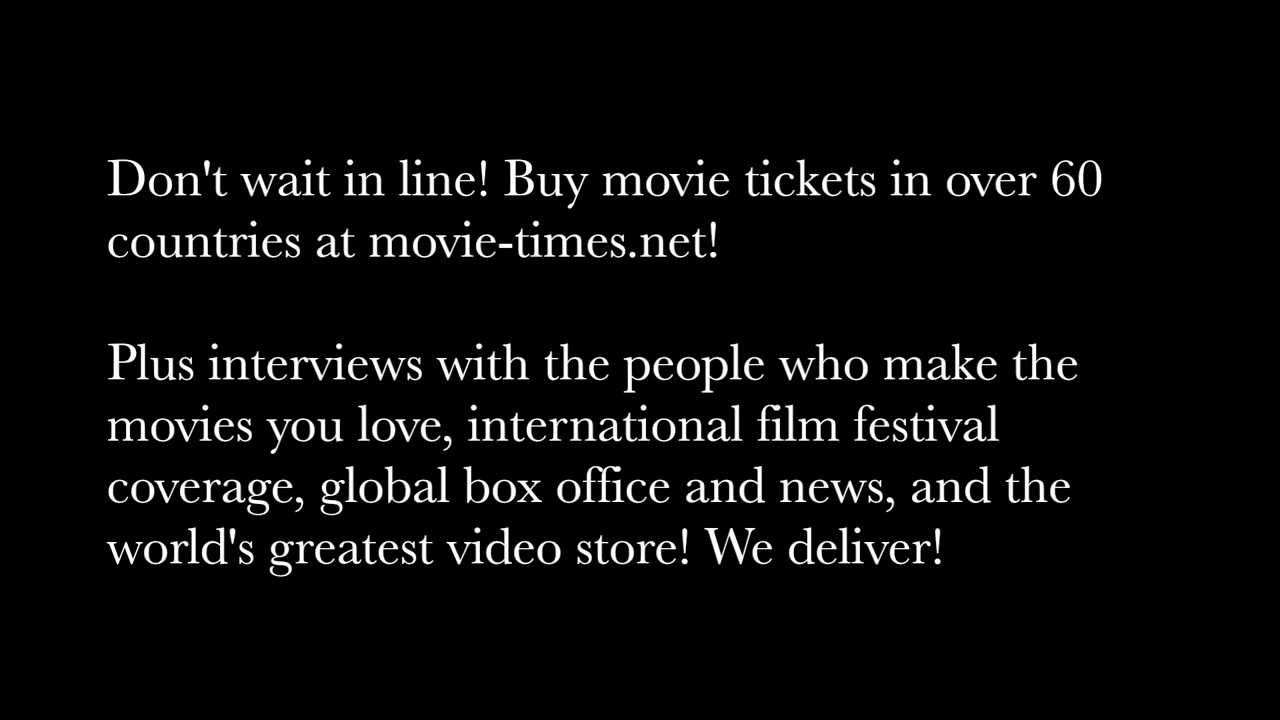 Don't wait in line! Buy movie tickets in over 60
countries at movie-times.net!
Plus interviews with the people who make the
movies you love, international film festival
coverage, global box office and news, and the
world's greatest video store! We deliver!